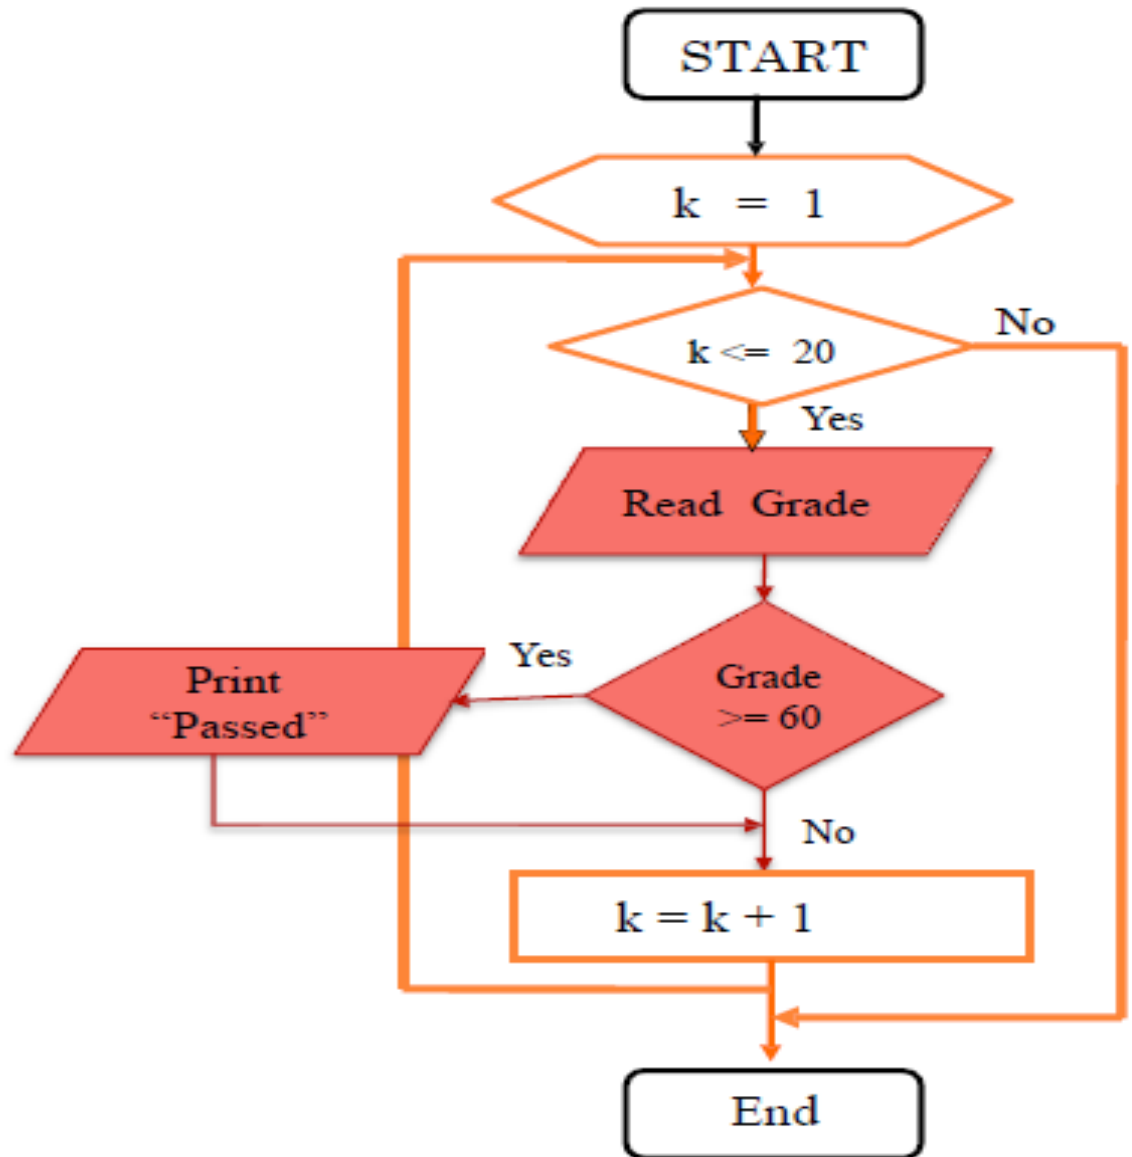 START
k = 1
k <= 20
No
Yes
Read Grade
Yes
Grade
>= 60
Print
“Passed”
No
k = k + 1
End